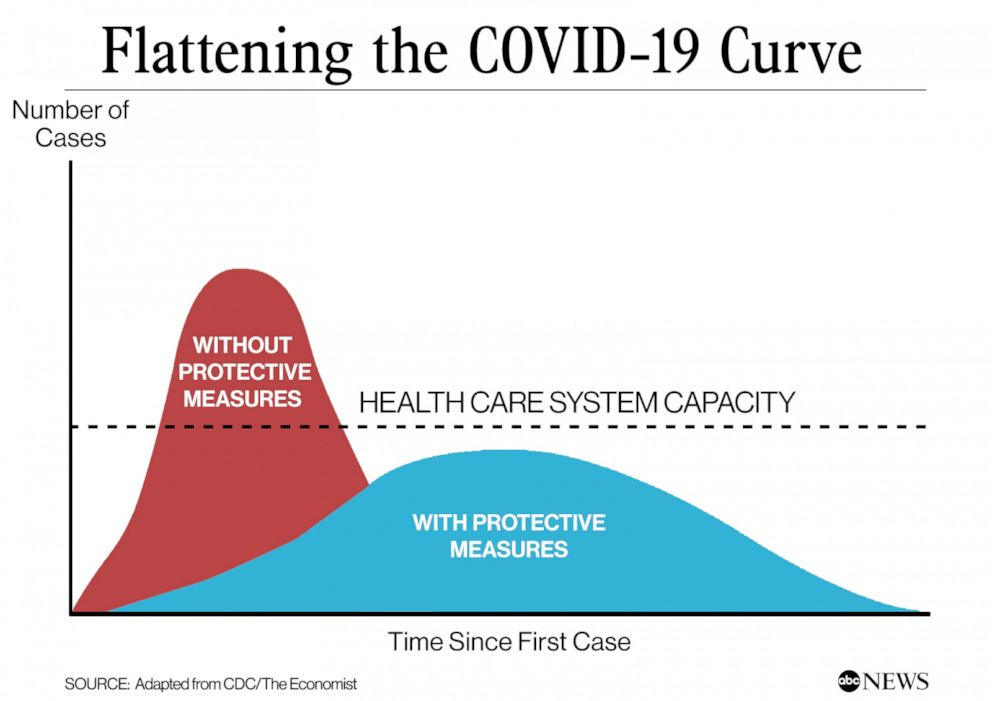 Flattening the COVID-19 Curve
Number of
Cases
WITHOUT
PROTECTIVE
MEASURES
HEALTH CARE SYSTEM CAPACITY
WITH PROTECTIVE
MEASURES
Time Since First Case
SOURCE: Adapted from CDC/The Economist
abc NEWS